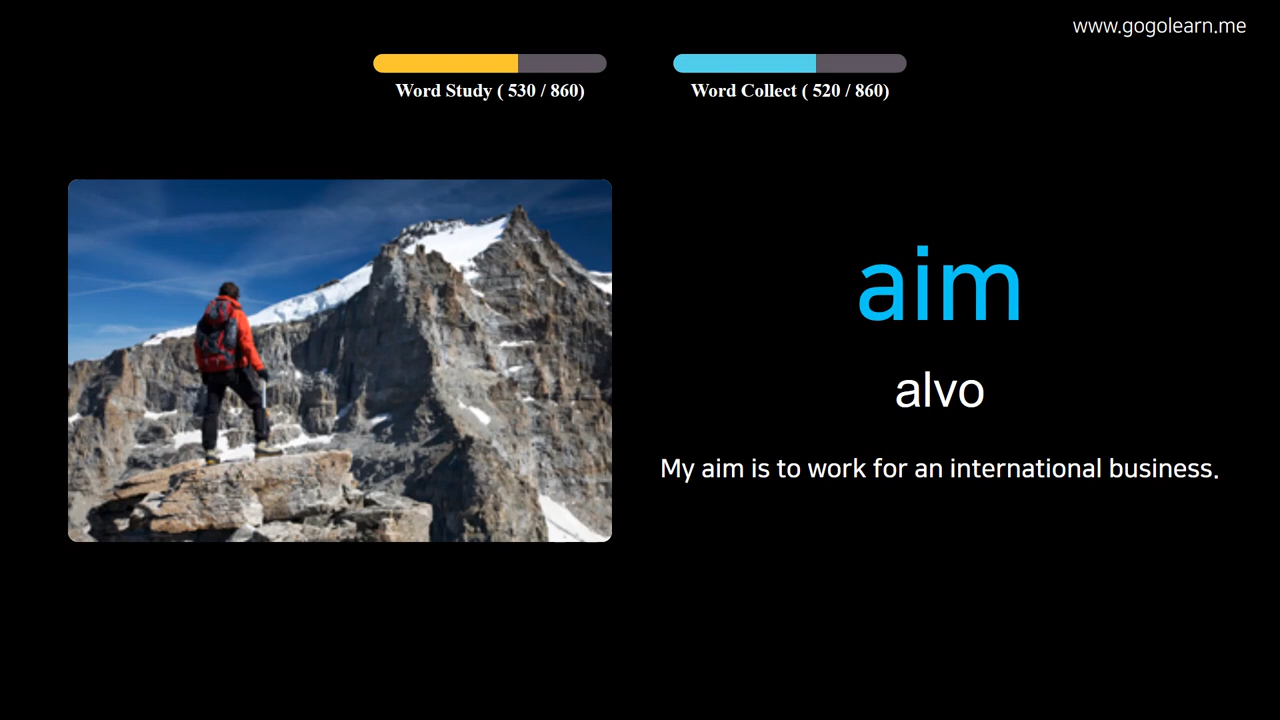 www.gogolearn.me
Word Study ( 530 / 860)
Word Collect ( 520 / 860)
aim
alvo
My aim is to work for an international business.